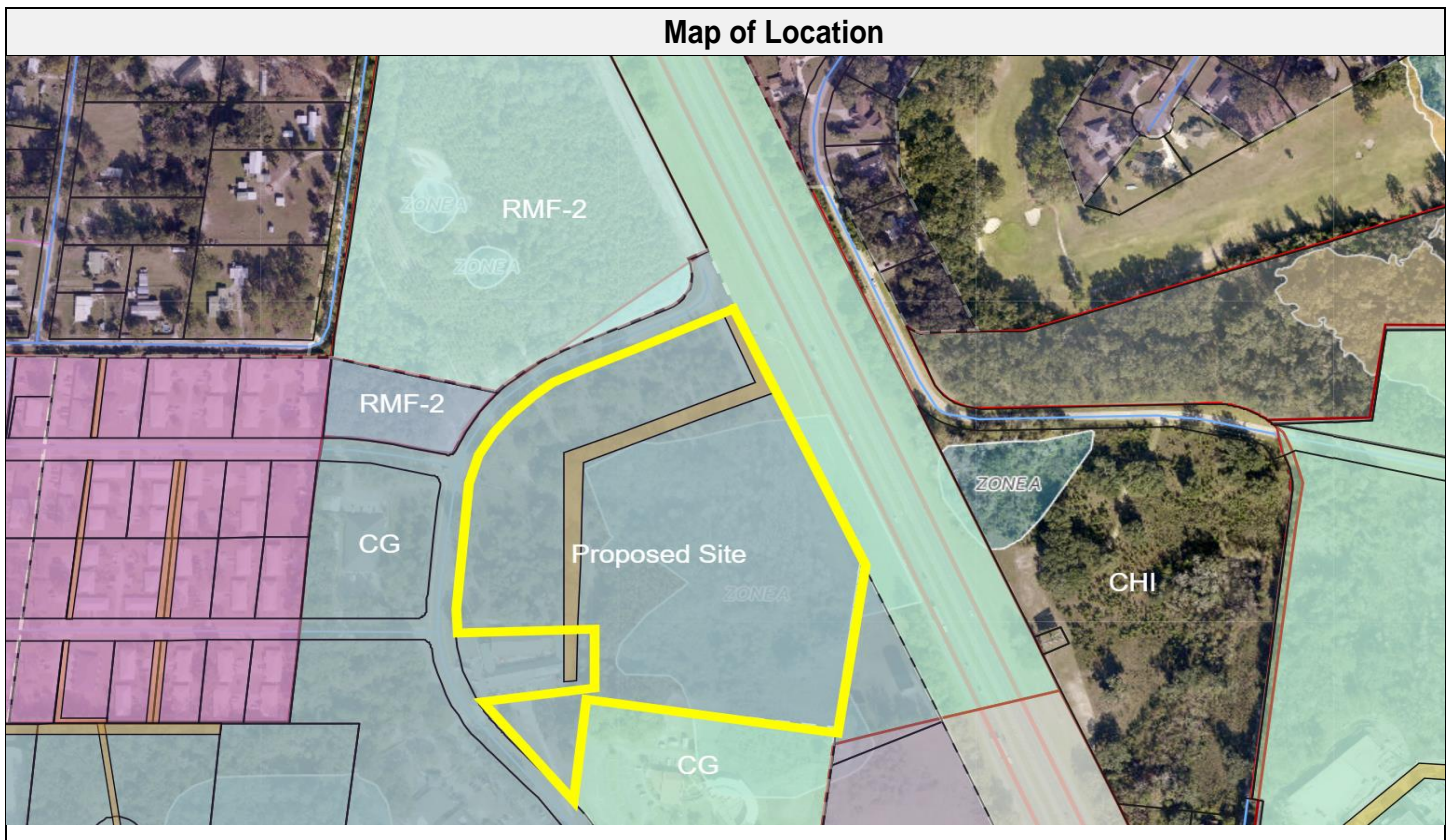 Map of Location
RMF-2
ZONE A
ZONE A
RMF-2
ZONE A
CG
Proposed Site
CHI
ZONE A
CG